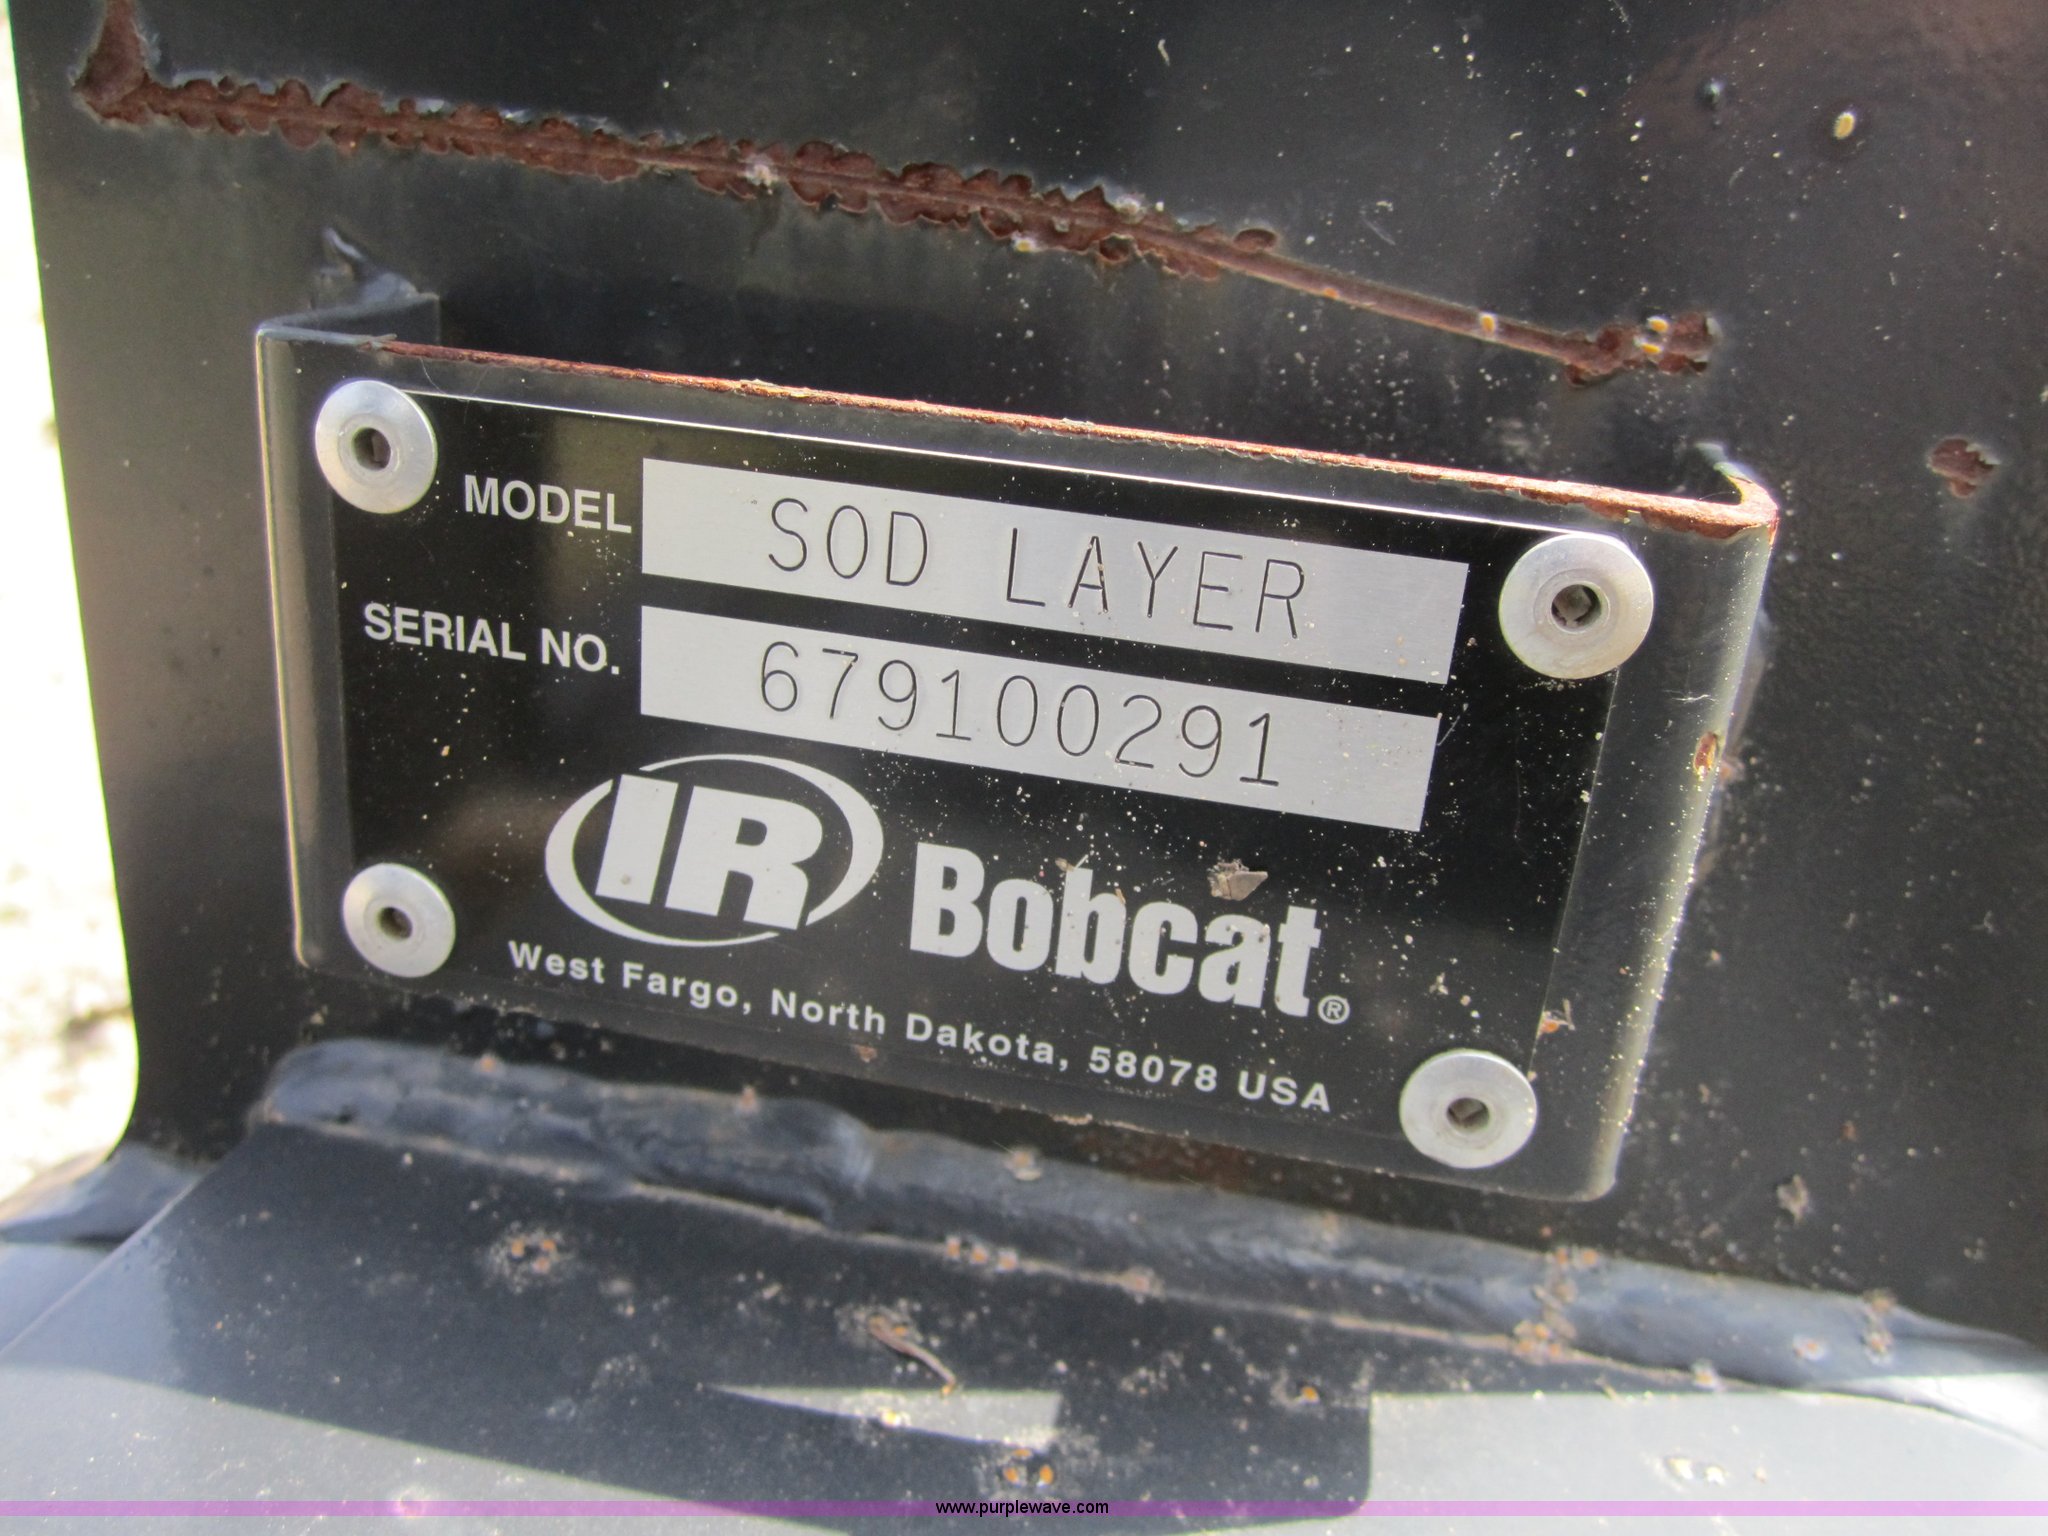 MODEL SOD LAYER
SERIAL NO. 679100291
IR Bobcat®
West Fargo, North Dakota, 58078 USA
www.purplewave.com